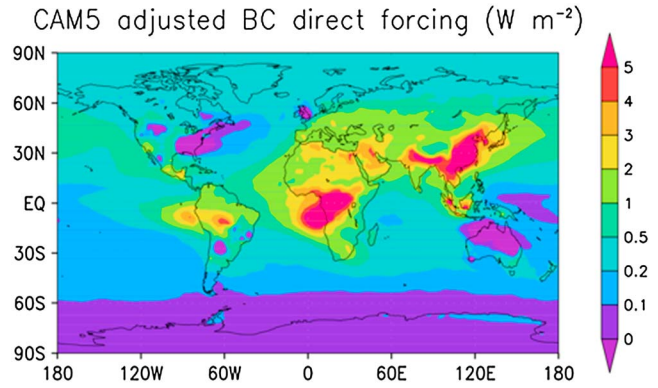 CAM5 adjusted BC direct forcing (W m⁻²)
90N
60N
30N
EQ
30S
60S
90S
180 120W 60W 0 60E 120E 180
5
4
3
2
1
0.5
0.2
0.1
0